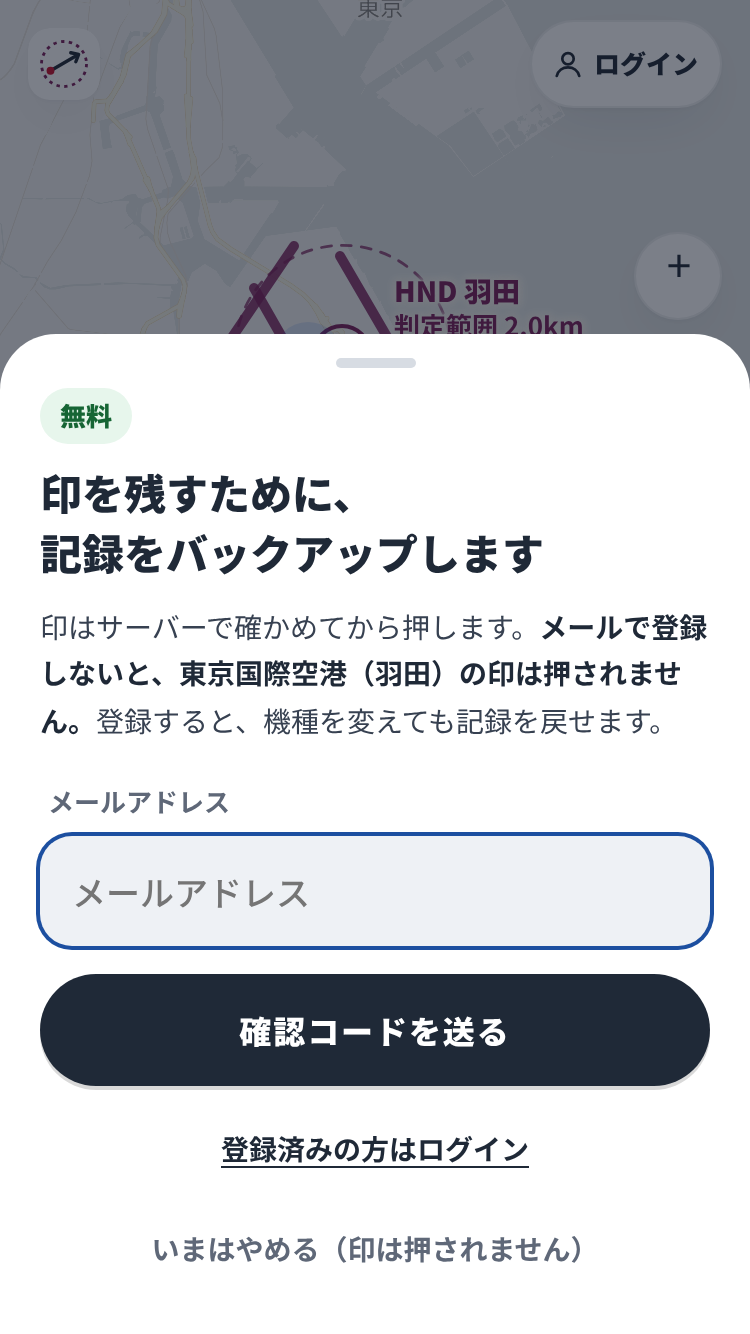 東京
ログイン
+
HND 羽田
判定範囲 2.0km
無料
印を残すために、
記録をバックアップします
印はサーバーで確かめてから押します。メールで登録
しないと、東京国際空港（羽田）の印は押されませ
ん。登録すると、機種を変えても記録を戻せます。
メールアドレス
メールアドレス
確認コードを送る
登録済みの方はログイン
いまはやめる（印は押されません）